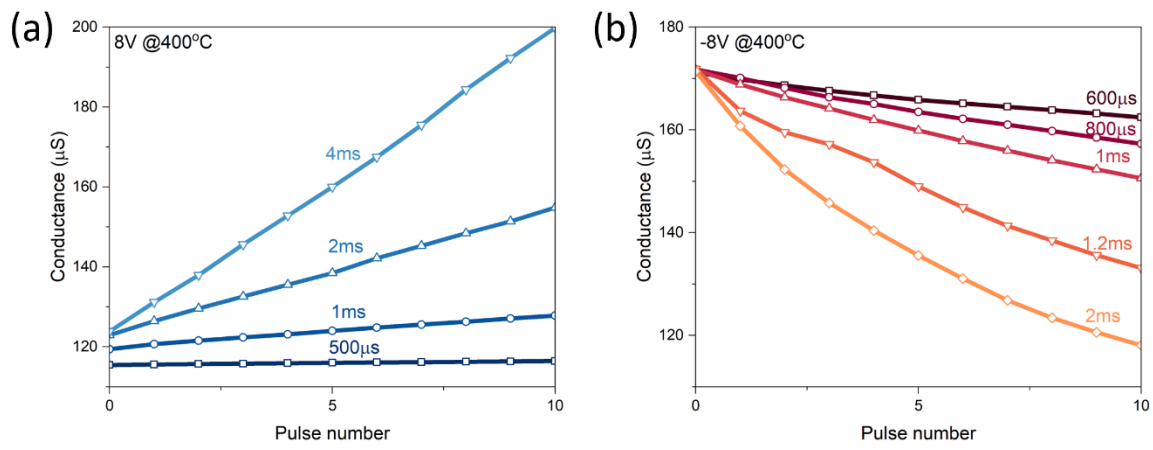 (a)
8V @400°C
200
180
160
140
120
Conductance (µS)
4ms
2ms
1ms
500µs
0
5
10
Pulse number
(b)
-8V @400°C
180
160
140
120
Conductance (µS)
600µs
800µs
1ms
1.2ms
2ms
0
5
10
Pulse number